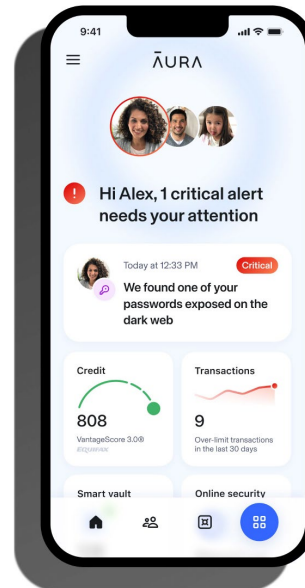 9:41
ĀURA
Hi Alex, 1 critical alert
needs your attention
Today at 12:33 PM
Critical
We found one of your
passwords exposed on the
dark web
Credit
808
VantageScore 3.0®
EQUIFAX
Transactions
9
Over-limit transactions
in the last 30 days
Smart vault
Online security